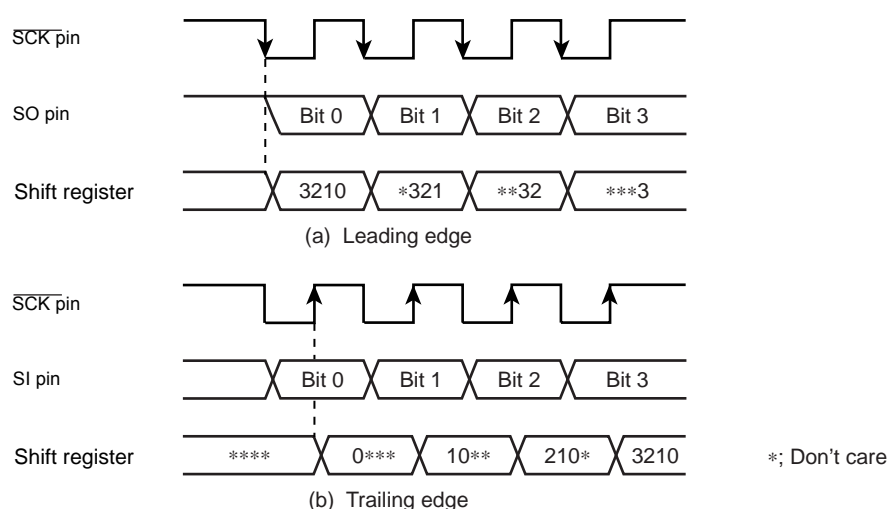 SCK pin
SO pin
Bit 0 Bit 1 Bit 2 Bit 3
Shift register
3210 *321 **32 ***3
(a) Leading edge
SCK pin
SI pin
Bit 0 Bit 1 Bit 2 Bit 3
Shift register
**** 0*** 10** 210* 3210
*; Don't care
(b) Trailing edge